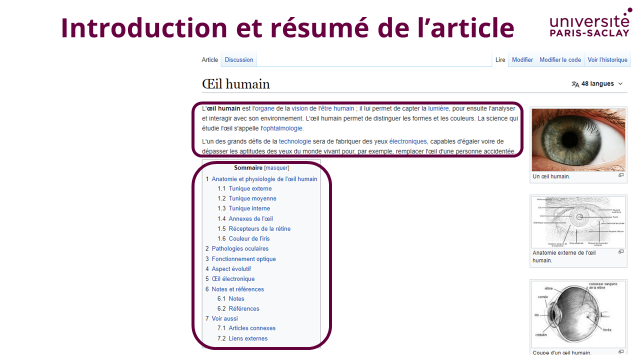 Introduction et résumé de l'article
université
PARIS-SACLAY
Article Discussion Lire Modifier Modifier le code Voir l'historique
Œil humain
48 langues
L'œil humain est l'organe de la vision de l'être humain ; il lui permet de capter la lumière, pour ensuite l'analyser
et interagir avec son environnement. L'œil humain permet de distinguer les formes et les couleurs. La science qui
étudie l'œil s'appelle l'ophtalmologie.
L'un des grands défis de la technologie sera de fabriquer des yeux électroniques, capables d'égaler voire de
dépasser les aptitudes des yeux du monde vivant pour, par exemple, remplacer l'œil d'une personne accidentée
Sommaire [masquer]
1 Anatomie et physiologie de l'œil humain
1.1 Tunique externe
1.2 Tunique moyenne
1.3 Tunique interne
1.4 Annexes de l'œil
1.5 Récepteurs de la rétine
1.6 Couleur de l'iris
2 Pathologies oculaires
3 Fonctionnement optique
4 Aspect évolutif
5 Œil électronique
6 Notes et références
6.1 Notes
6.2 Références
7 Voir aussi
7.1 Articles connexes
7.2 Liens externes
Un œil humain.
Anatomie externe de l'œil
humain.
Coupe d'un œil humain.